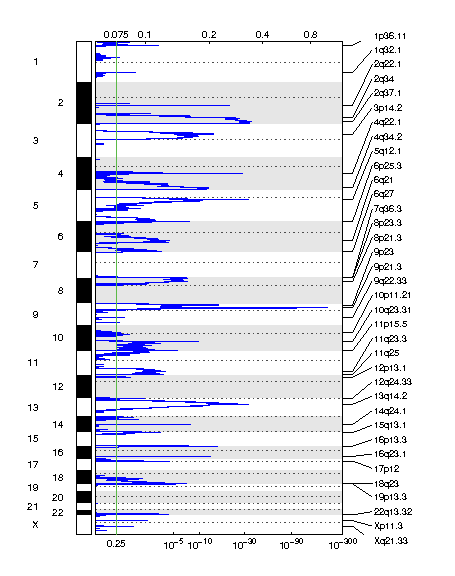 0.075 0.1 0.2 0.4 0.8
1
2
3
4
5
6
7
8
9
10
11
12
13
14
15
16
17
18
19
20
21
22
X
1p36.11
1q32.1
2q22.1
2q34
2q37.1
3p14.2
4q22.1
4q34.2
5q12.1
6p25.3
6q21
6q27
7q36.3
8p23.3
8p21.3
9p23
9p21.3
9q22.33
10p11.21
10q23.31
11p15.5
11q23.3
11q25
12p13.1
12q24.33
13q14.2
14q24.1
15q13.1
16p13.3
16q23.1
17p12
18q23
19p13.3
22q13.32
Xp11.3
Xq21.33
0.25 10⁻⁵ 10⁻¹⁰ 10⁻³⁰ 10⁻⁹⁰ 10⁻³⁰⁰